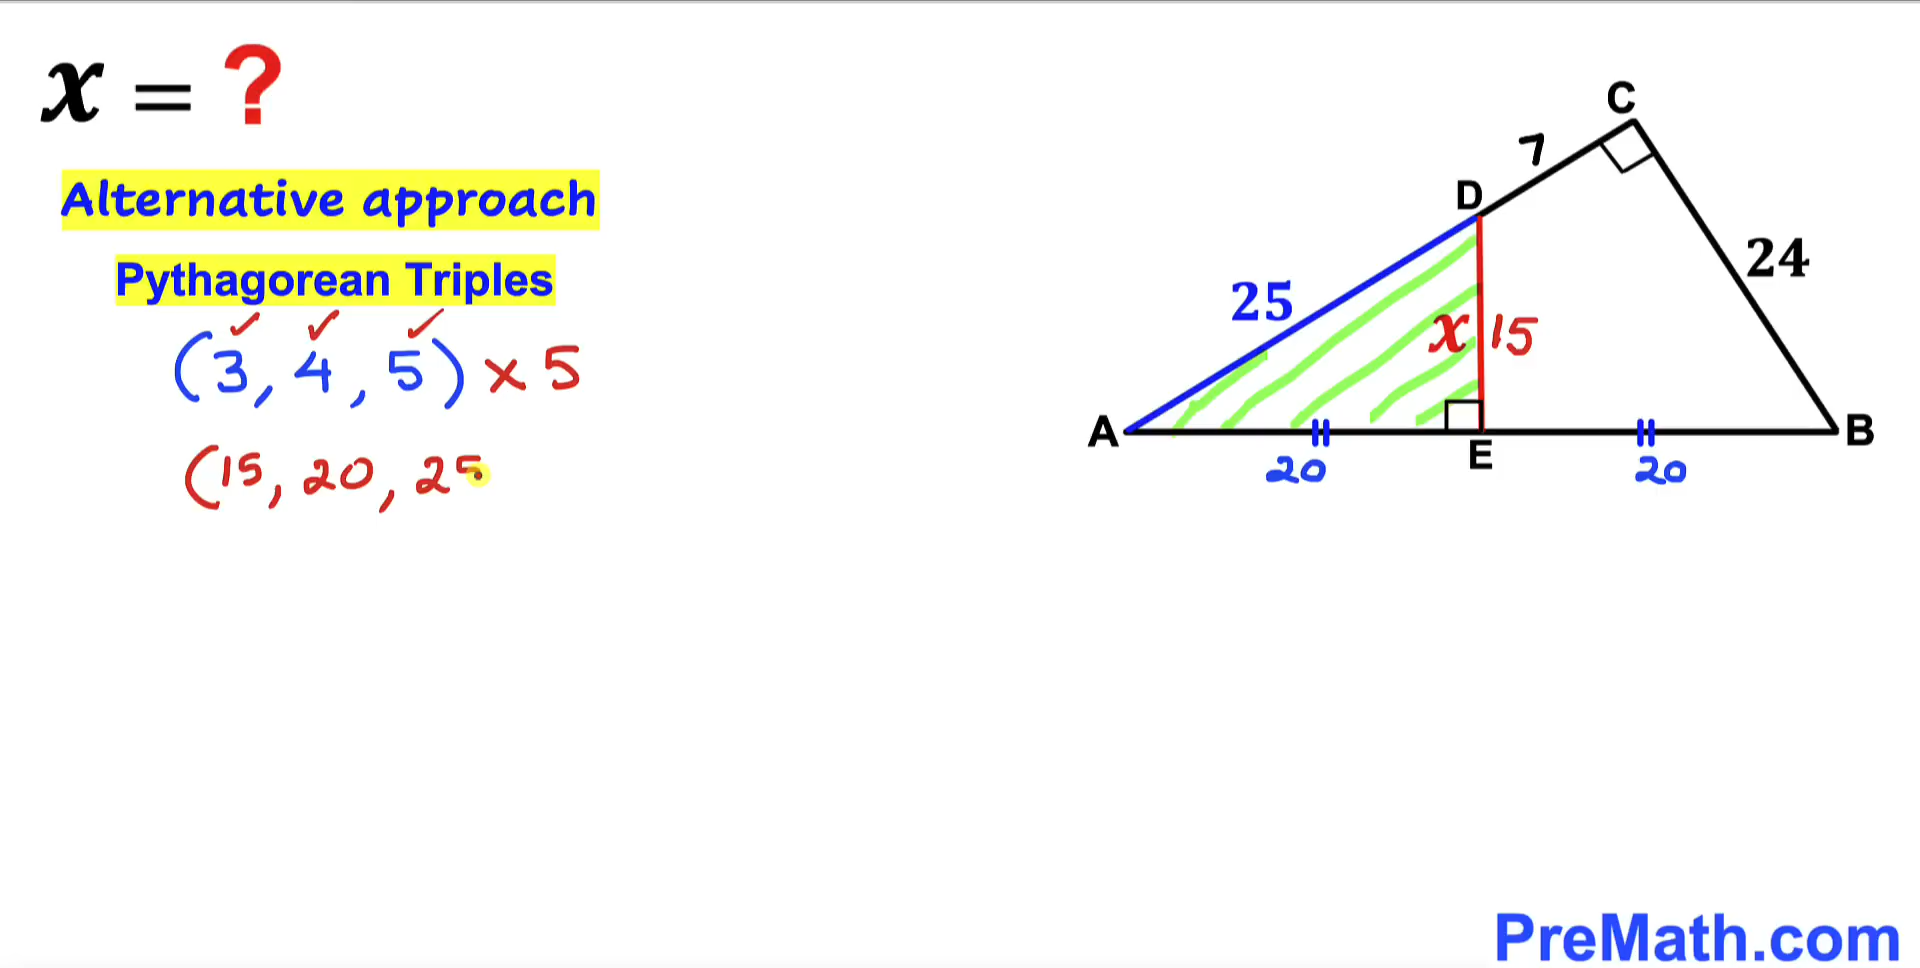 x = ?
Alternative approach
Pythagorean Triples
(3, 4, 5) × 5
(15, 20, 25
C
7
D
24
25
x 15
A
B
E
20
20
PreMath.com